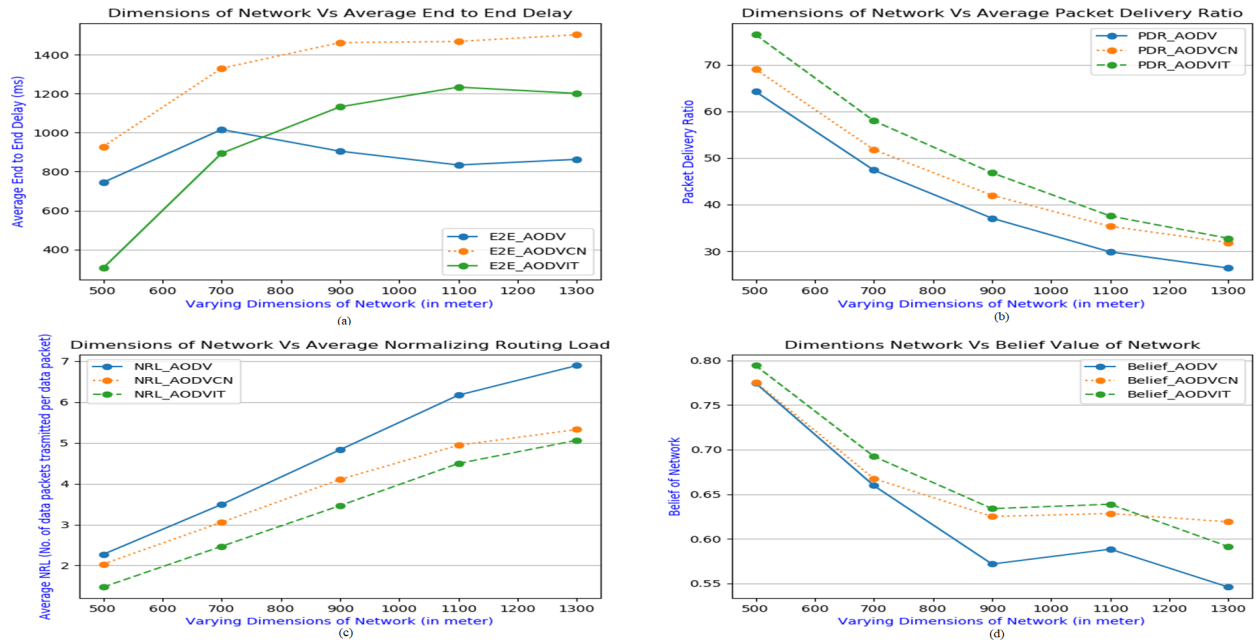 Dimensions of Network Vs Average End to End Delay
Average End to End Delay (ms)
1400
1200
1000
800
600
400
E2E_AODV
E2E_AODVCN
E2E_AODVIT
500 600 700 800 900 1000 1100 1200 1300
Varying Dimensions of Network (in meter)
(a)
Dimensions of Network Vs Average Packet Delivery Ratio
Packet Delivery Ratio
70
60
50
40
30
PDR_AODV
PDR_AODVCN
PDR_AODVIT
500 600 700 800 900 1000 1100 1200 1300
Varying Dimensions of Network (in meter)
(b)
Dimensions of Network Vs Average Normalizing Routing Load
Average NRL (No. of data packets trasmitted per data packet)
7
6
5
4
3
2
NRL_AODV
NRL_AODVCN
NRL_AODVIT
500 600 700 800 900 1000 1100 1200 1300
Varying Dimensions of Network (in meter)
(c)
Dimentions Network Vs Belief Value of Network
Belief of Network
0.80
0.75
0.70
0.65
0.60
0.55
Belief_AODV
Belief_AODVCN
Belief_AODVIT
500 600 700 800 900 1000 1100 1200 1300
Varying Dimensions of Network (in meter)
(d)